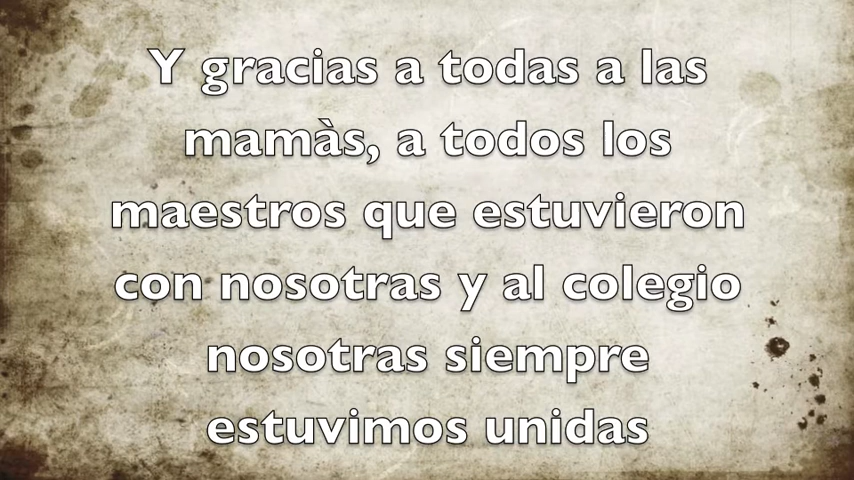 Y gracias a todas a las
mamàs, a todos los
maestros que estuvieron
con nosotras y al colegio
nosotras siempre
estuvimos unidas